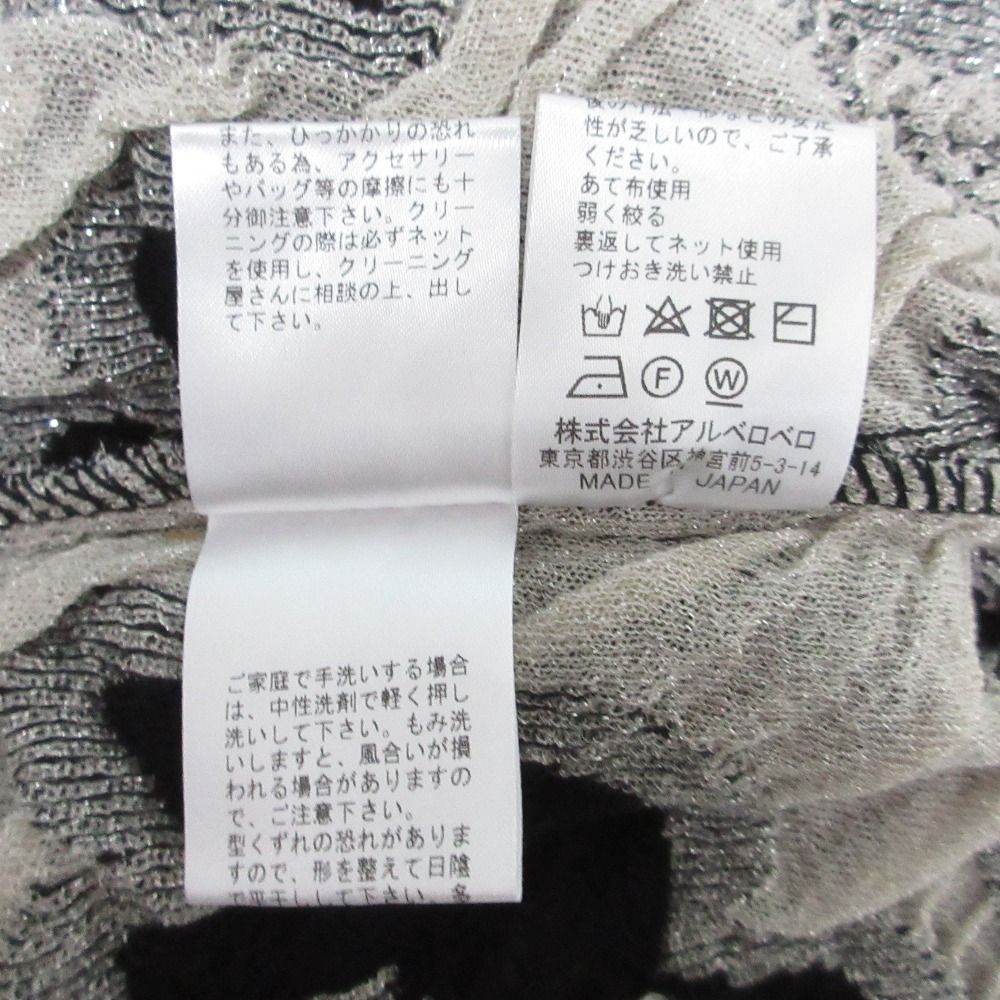 また、ひっかかりの恐れ
もある為、アクセサリー
やバッグ等の摩擦にも十
分御注意下さい。クリー
ニングの際は必ずネット
を使用し、クリーニング
屋さんに相談の上、出し
て下さい。
性が乏しいので、ご了承
ください。
あて布使用
弱く絞る
裏返してネット使用
つけおき洗い禁止
F
W
株式会社アルベロベロ
東京都渋谷区神宮前5-3-14
MADE JAPAN
ご家庭で手洗いする場合
は、中性洗剤で軽く押し
洗いして下さい。もみ洗
いしますと、風合いが損
われる場合がありますの
で、ご注意下さい。
型くずれの恐れがありま
すので、形を整えて日陰
で平干しして下さい。多